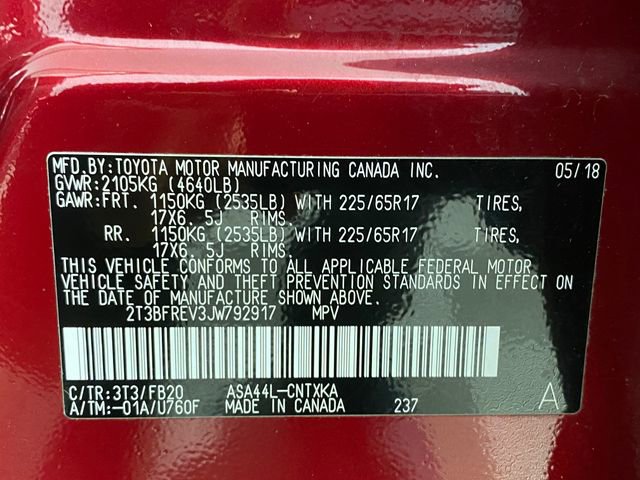 MFD.BY:TOYOTA MOTOR MANUFACTURING CANADA INC. 05/18
GVWR:2105KG (4640LB)
GAWR:FRT. 1150KG (2535LB) WITH 225/65R17 TIRES,
17X6. 5J RIMS.
RR. 1150KG (2535LB) WITH 225/65R17 TIRES,
17X6. 5J RIMS.
THIS VEHICLE CONFORMS TO ALL APPLICABLE FEDERAL MOTOR
VEHICLE SAFETY AND THEFT PREVENTION STANDARDS IN EFFECT ON
THE DATE OF MANUFACTURE SHOWN ABOVE.
2T3BFREV3JW792917 MPV
C/TR:3T3/FB20 ASA44L-CNTXKA
A/TM:-01A/U760F MADE IN CANADA 237 A